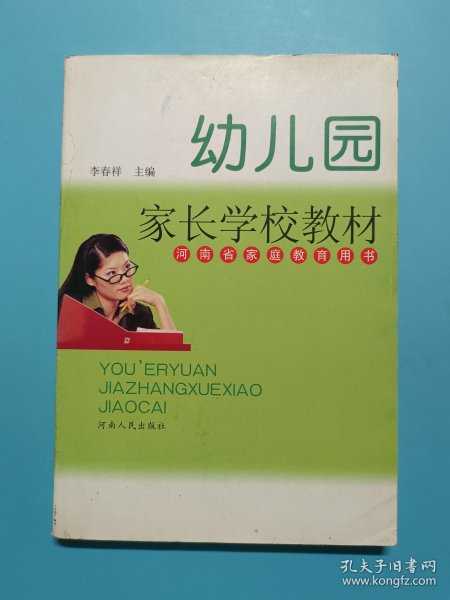 幼儿园
李春祥 主编
家长学校教材
河南省家庭教育用书
YOU'ERYUAN
JIAZHANGXUEXIAO
JIAOCAI
河南人民出版社
孔夫子旧书网
www.kongfz.com